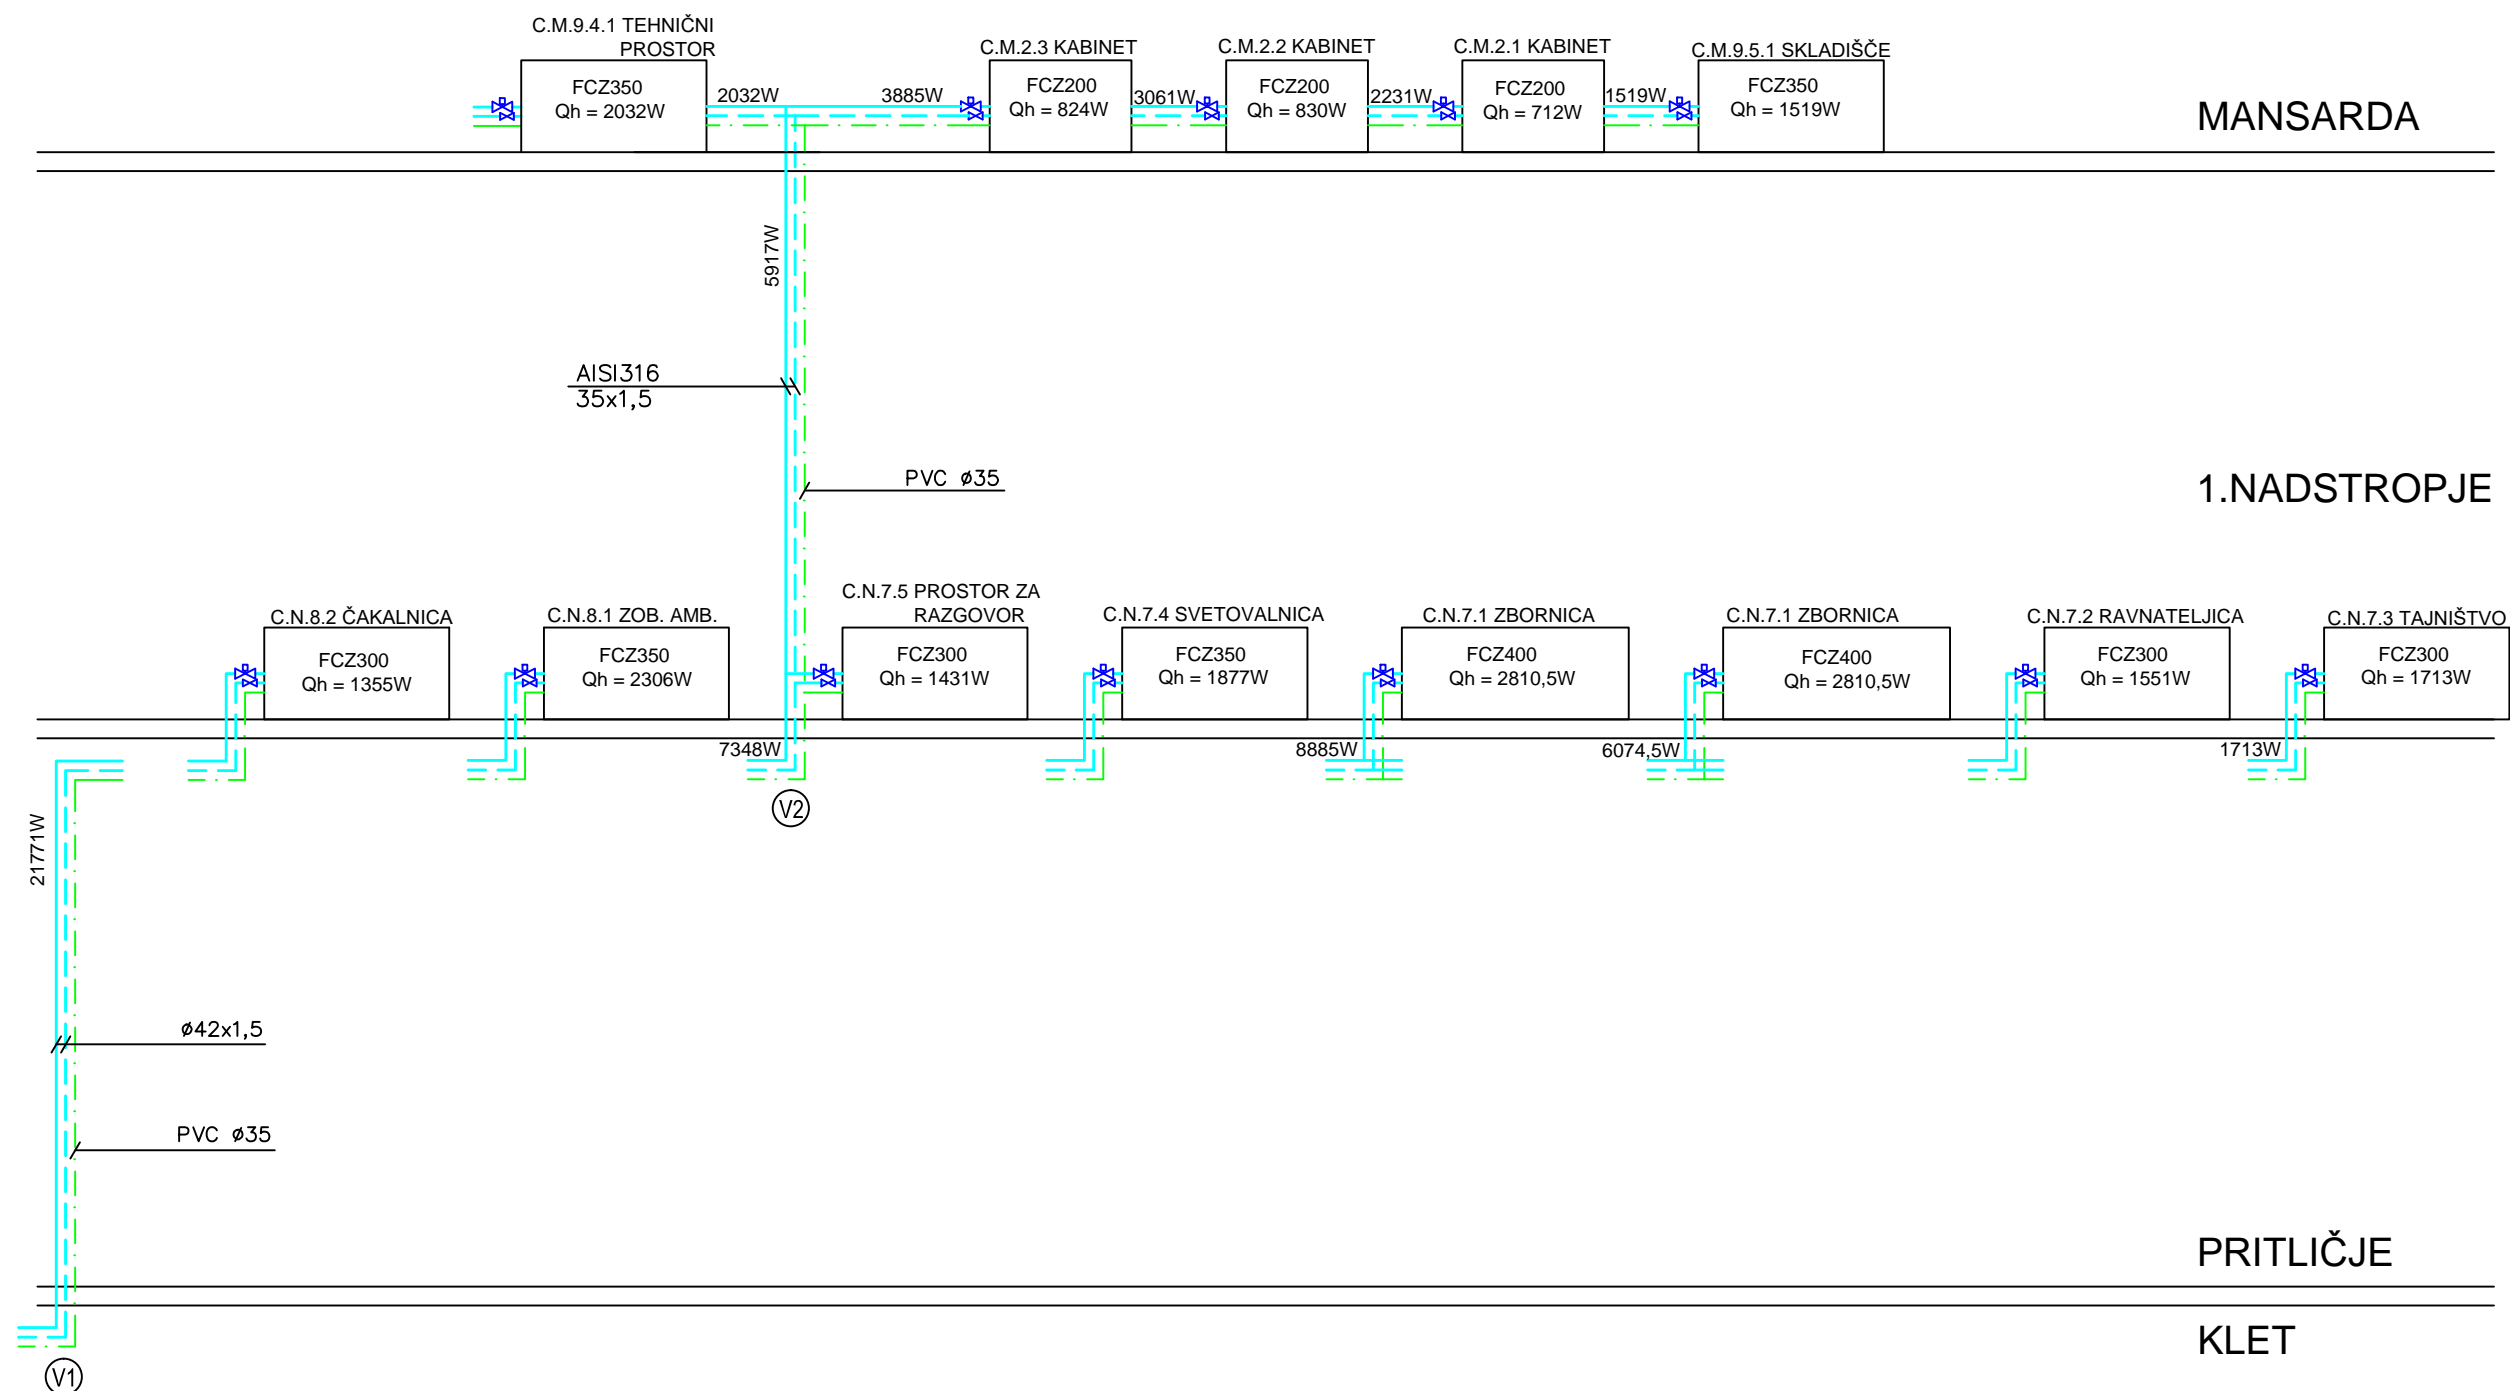 C.M.9.4.1 TEHNIČNI
PROSTOR
C.M.2.3 KABINET
C.M.2.2 KABINET
C.M.2.1 KABINET
C.M.9.5.1 SKLADIŠČE
FCZ350
Qh = 2032W
2032W
3885W
FCZ200
Qh = 824W
3061W
FCZ200
Qh = 830W
2231W
FCZ200
Qh = 712W
1519W
FCZ350
Qh = 1519W
MANSARDA
5917W
AISI316
35x1,5
PVC ø35
1.NADSTROPJE
C.N.8.2 ČAKALNICA
C.N.8.1 ZOB. AMB.
C.N.7.5 PROSTOR ZA
RAZGOVOR
C.N.7.4 SVETOVALNICA
C.N.7.1 ZBORNICA
C.N.7.1 ZBORNICA
C.N.7.2 RAVNATELJICA
C.N.7.3 TAJNIŠTVO
FCZ300
Qh = 1355W
FCZ350
Qh = 2306W
FCZ300
Qh = 1431W
FCZ350
Qh = 1877W
FCZ400
Qh = 2810,5W
FCZ400
Qh = 2810,5W
FCZ300
Qh = 1551W
FCZ300
Qh = 1713W
7348W
8885W
6074,5W
1713W
V2
21771W
ø42x1,5
PVC ø35
PRITLIČJE
KLET
V1